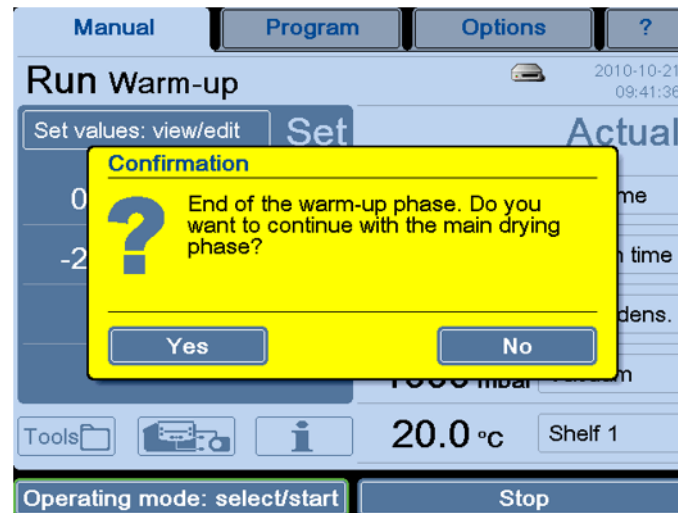 Manual Program Options ?
Run Warm-up 2010-10-21
09:41:36
Set values: view/edit Set Actual
Confirmation
End of the warm-up phase. Do you
want to continue with the main drying
phase?
Yes No
20.0 °C Shelf 1
Tools
Operating mode: select/start Stop